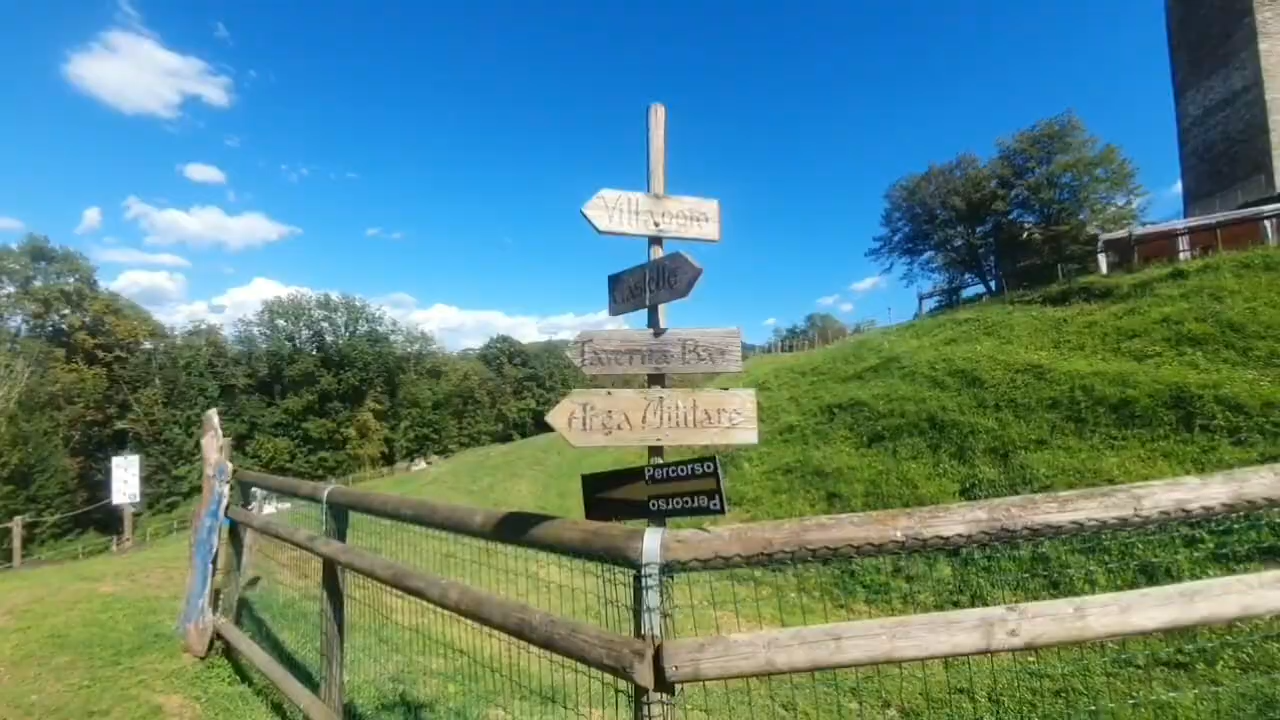 Villaggio
Castello
Taverna Bar
Area Militare
Percorso
Percorso